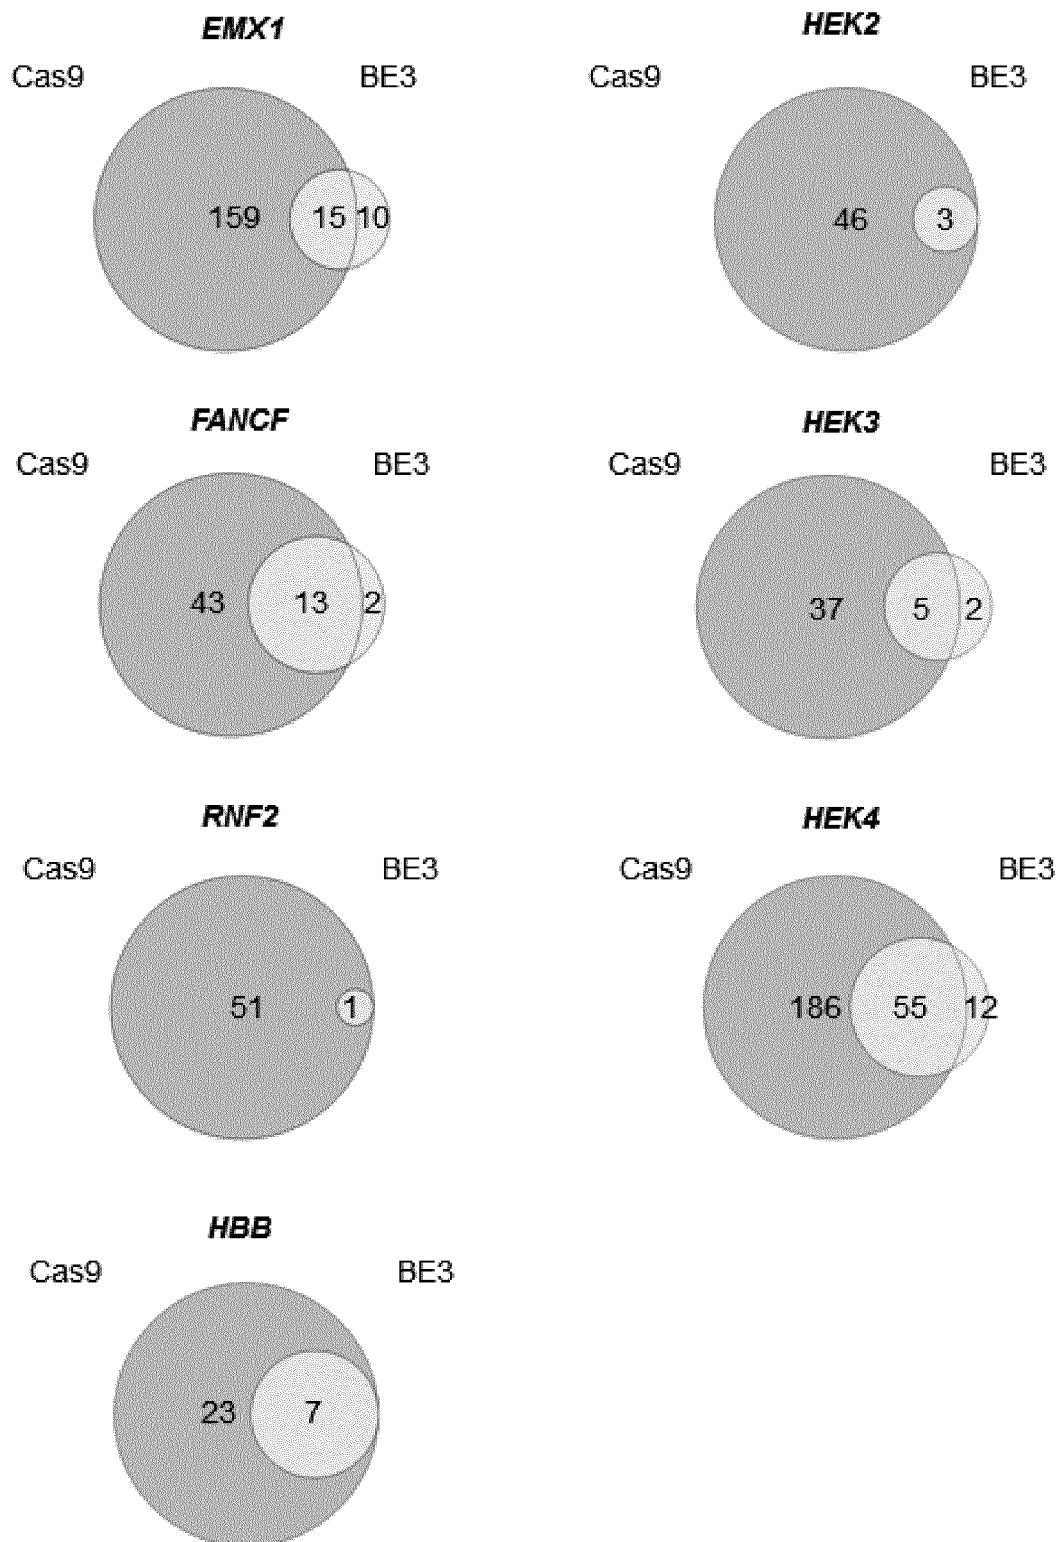 EMX1
Cas9 BE3
159 15 10
HEK2
Cas9 BE3
46 3
FANCF
Cas9 BE3
43 13 2
HEK3
Cas9 BE3
37 5 2
RNF2
Cas9 BE3
51 1
HEK4
Cas9 BE3
186 55 12
HBB
Cas9 BE3
23 7